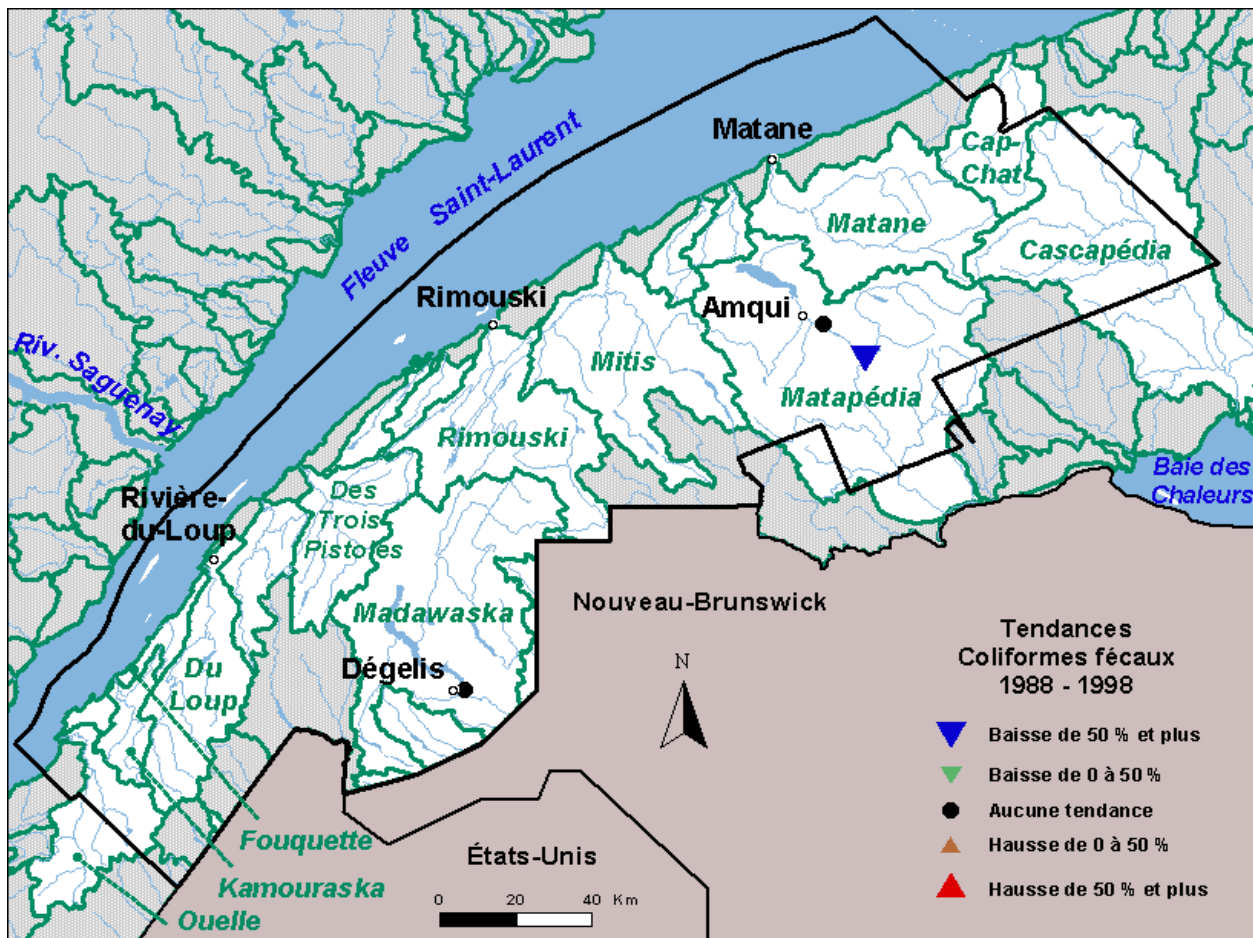 Matane
Cap-
Chat
Fleuve Saint-Laurent
Matane
Cascapédia
Rimouski
Amqui
Riv. Saguenay
Mitis
Matapédia
Rimouski
Baie des
Chaleurs
Rivière-
du-Loup
Des
Trois
Pistoles
Madawaska
Nouveau-Brunswick
Dégelis
Du
Loup
N
Tendances
Coliformes fécaux
1988 - 1998
Baisse de 50 % et plus
Baisse de 0 à 50 %
Aucune tendance
Hausse de 0 à 50 %
Hausse de 50 % et plus
Fouquette
Kamouraska
Ouelle
États-Unis
0 20 40 Km